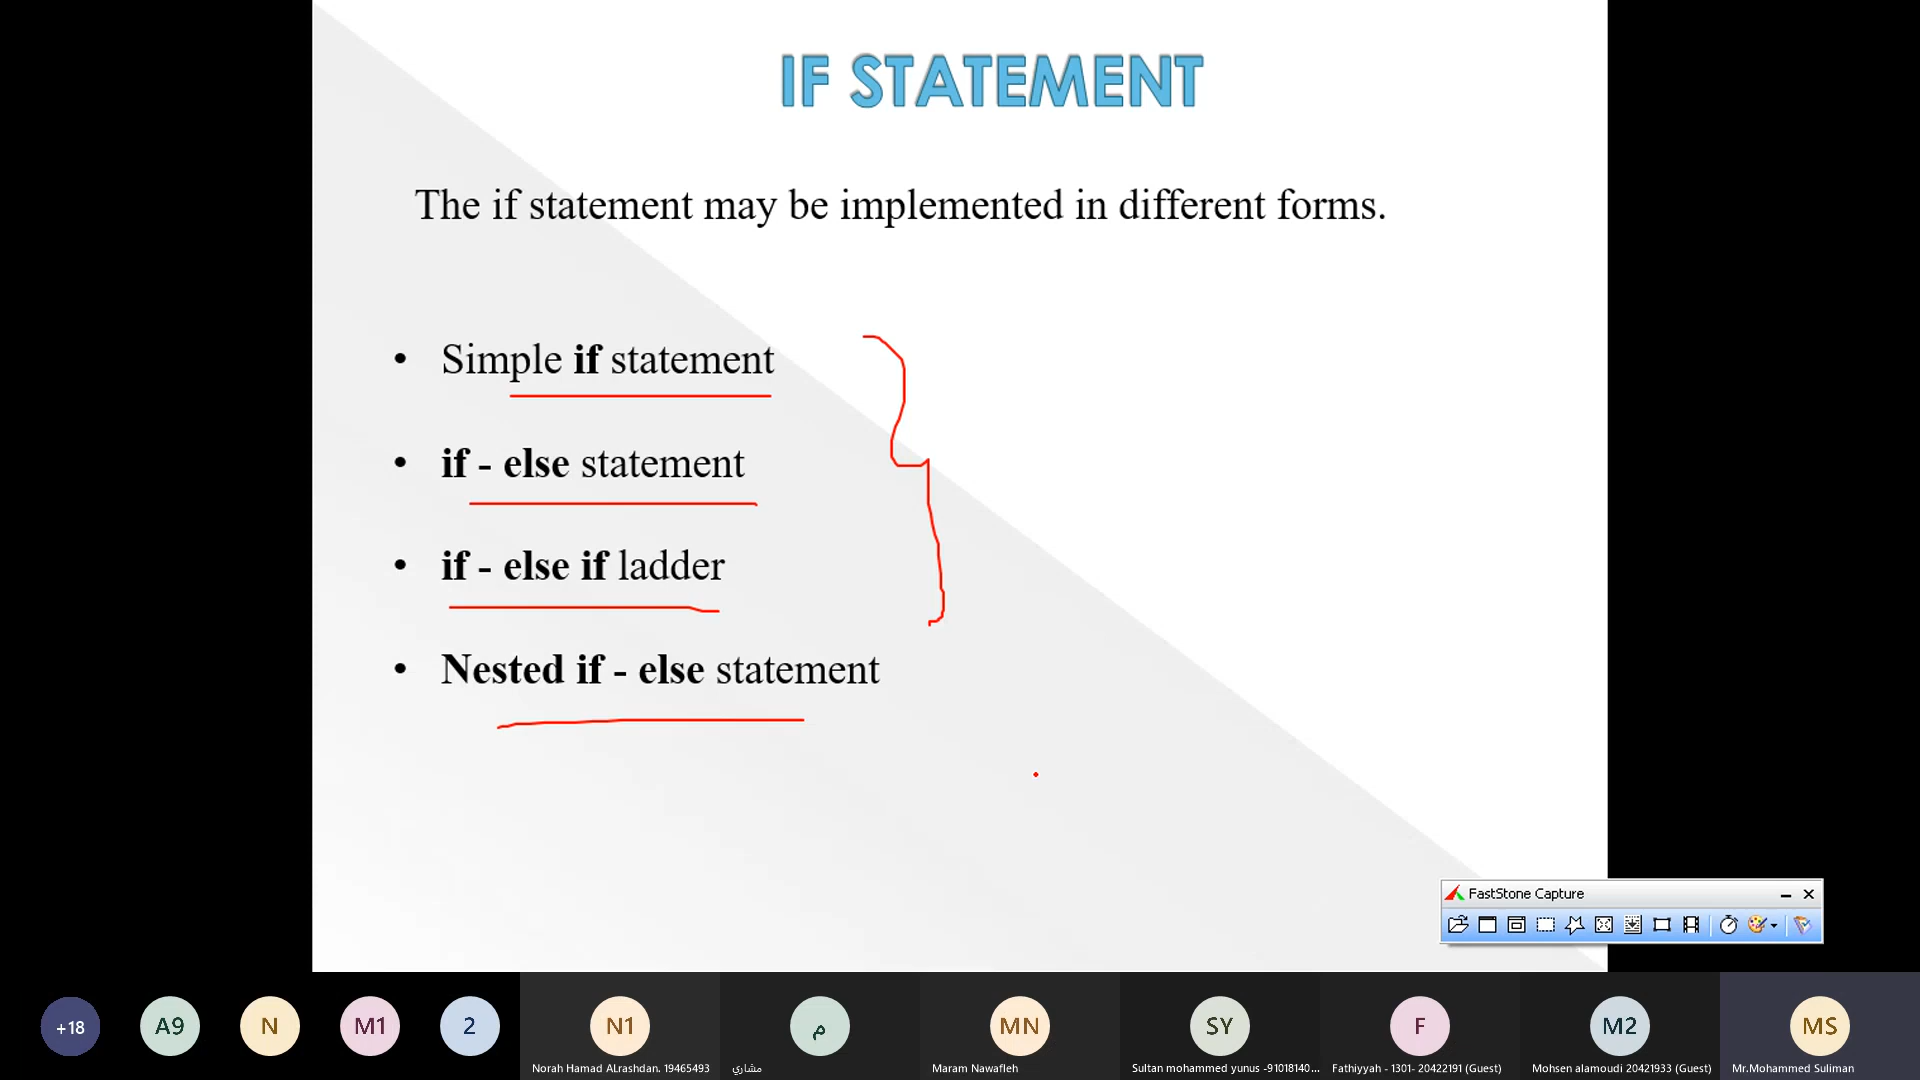 IF STATEMENT
The if statement may be implemented in different forms.
• Simple if statement
• if - else statement
• if - else if ladder
• Nested if - else statement
FastStone Capture
+18
A9
N
M1
2
N1
م
MN
SY
F
M2
MS
Norah Hamad ALrashdan. 19465493
مشاري
Maram Nawafleh
Sultan mohammed yunus -91018140...
Fathiyyah - 1301- 20422191 (Guest)
Mohsen alamoudi 20421933 (Guest)
Mr.Mohammed Suliman